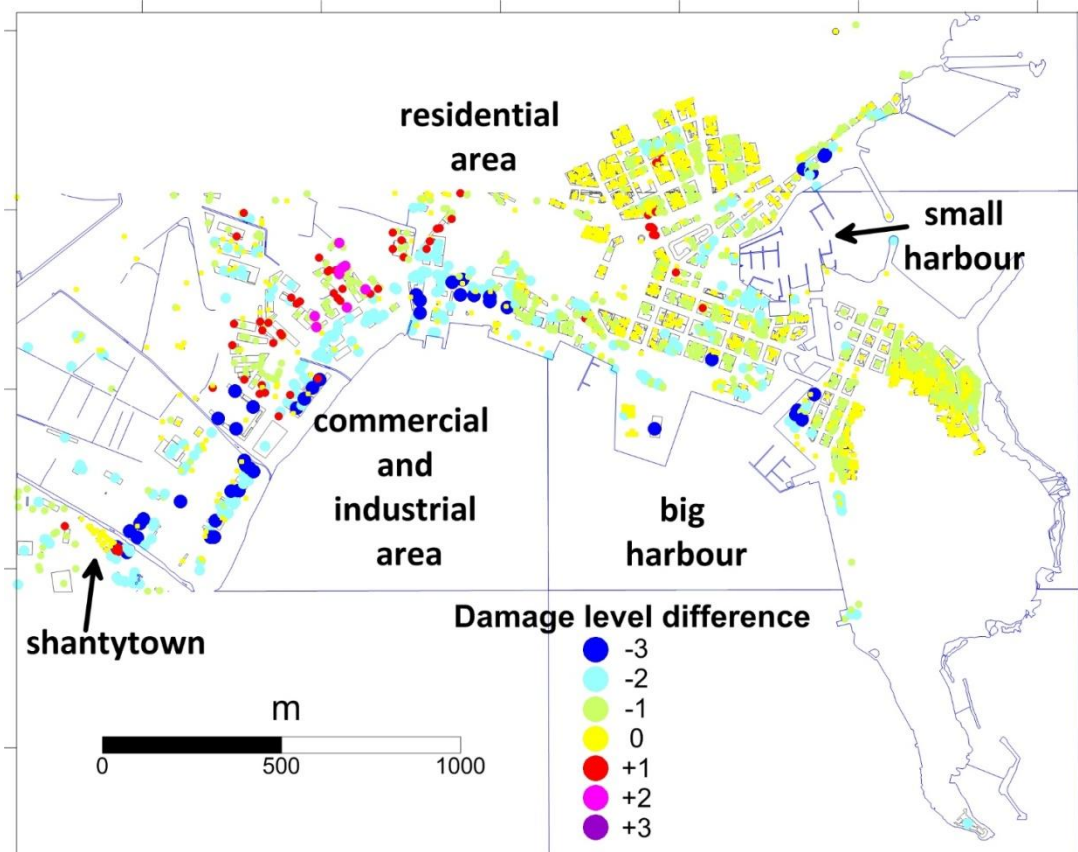 residential
area
small
harbour
commercial
and
industrial
area
big
harbour
shantytown
Damage level difference
-3
-2
-1
0
+1
+2
+3
m
0 500 1000